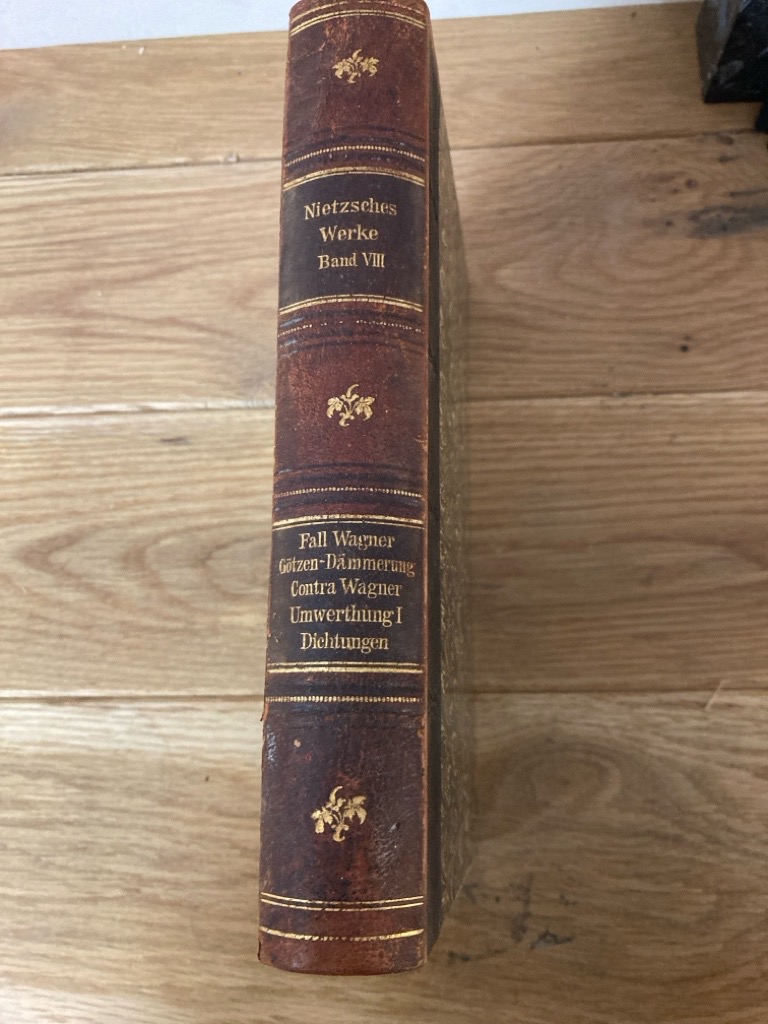 Nietzsches
Werke
Band VIII
Fall Wagner
Götzen-Dämmerung
Contra Wagner
Umwerthung I
Dichtungen